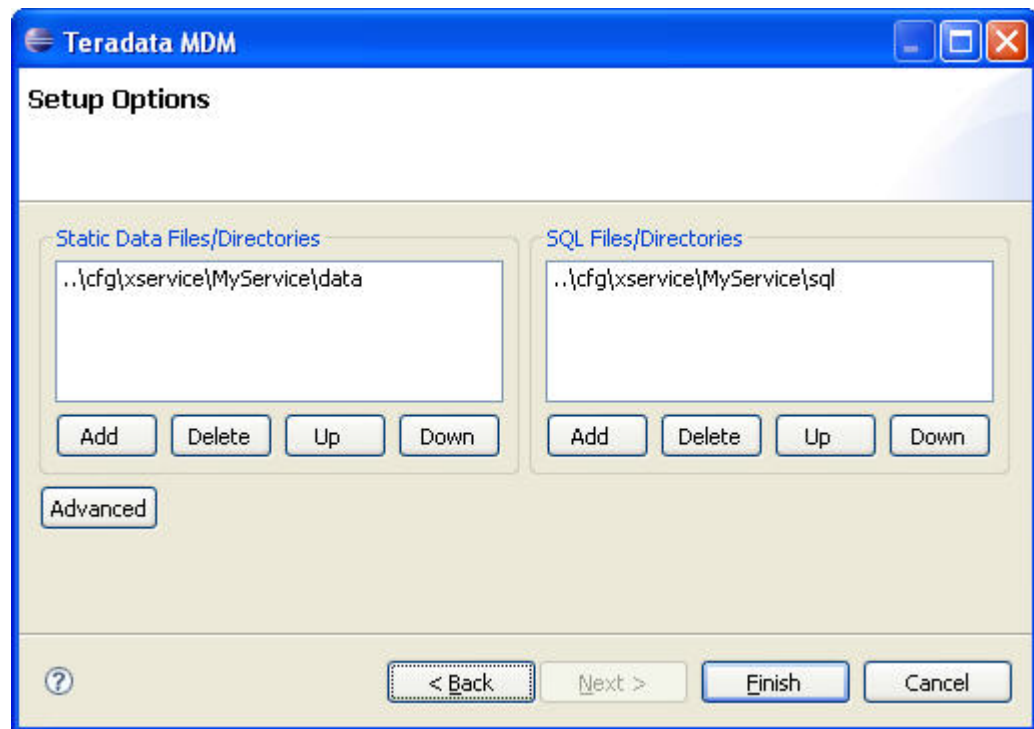 Teradata MDM
Setup Options
Static Data Files/Directories
..\cfg\xservice\MyService\data
Add Delete Up Down
SQL Files/Directories
..\cfg\xservice\MyService\sql
Add Delete Up Down
Advanced
?
< Back Next > Finish Cancel